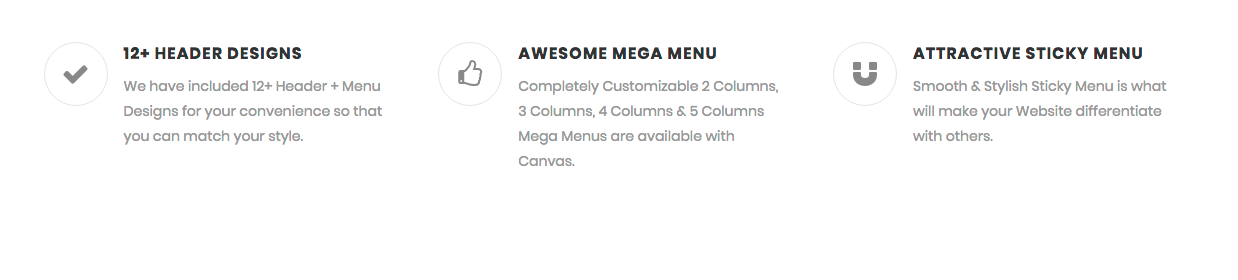 12+ HEADER DESIGNS
We have included 12+ Header + Menu
Designs for your convenience so that
you can match your style.
AWESOME MEGA MENU
Completely Customizable 2 Columns,
3 Columns, 4 Columns & 5 Columns
Mega Menus are available with
Canvas.
ATTRACTIVE STICKY MENU
Smooth & Stylish Sticky Menu is what
will make your Website differentiate
with others.